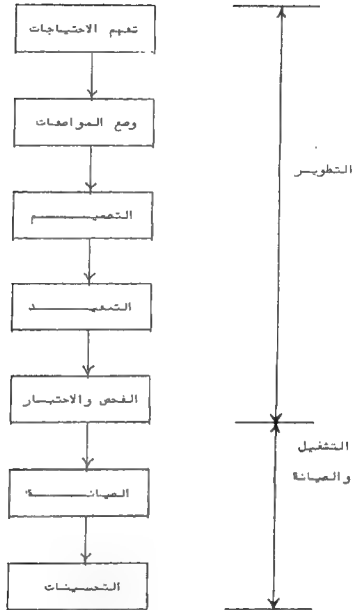 تفهم الاحتياجات
وضع المواصفات
التصميم
التنفيذ
الفحص والاختبار
الصيانة
التحسينات
التطوير
التشغيل
والصيانة